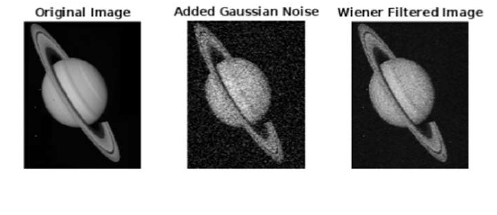 Original Image
Added Gaussian Noise
Wiener Filtered Image